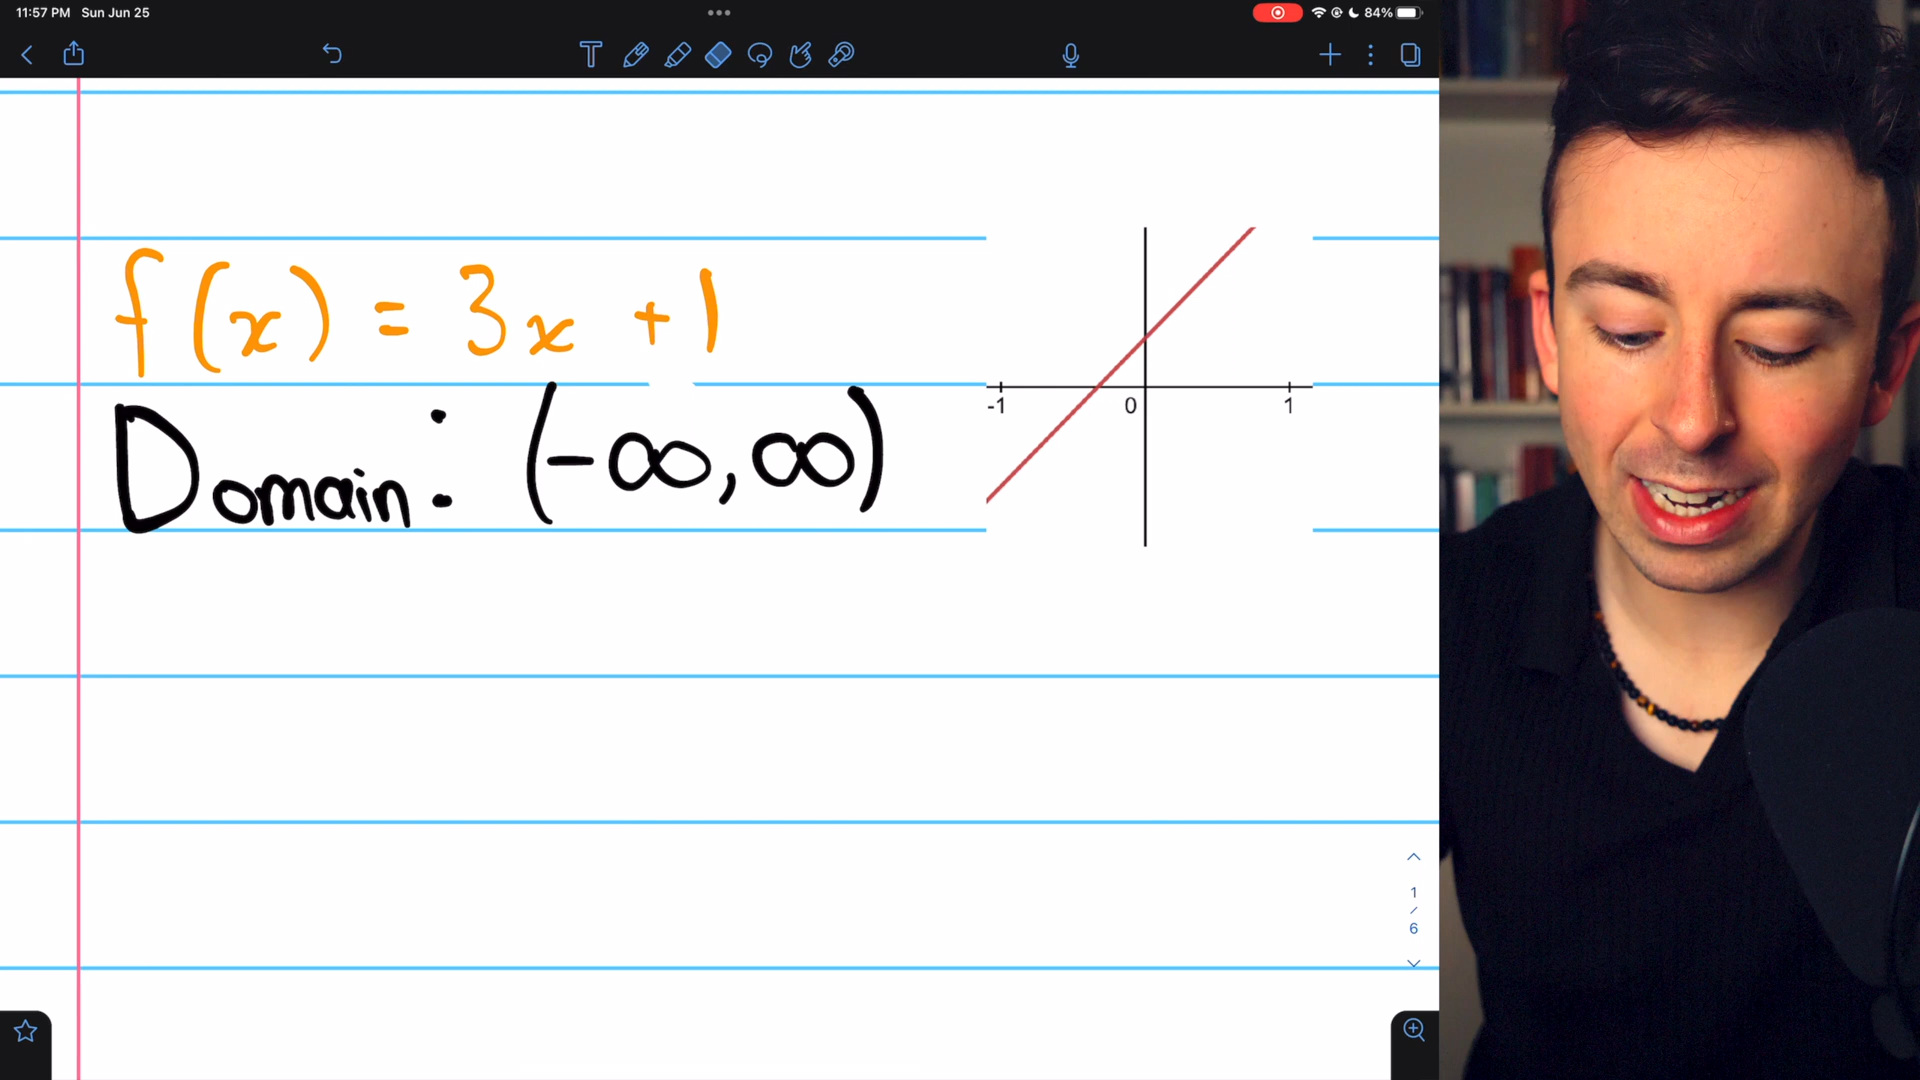 11:57 PM Sun Jun 25
84%
f(x) = 3x + 1
Domain: (-∞, ∞)
-1 0 1
1
/
6